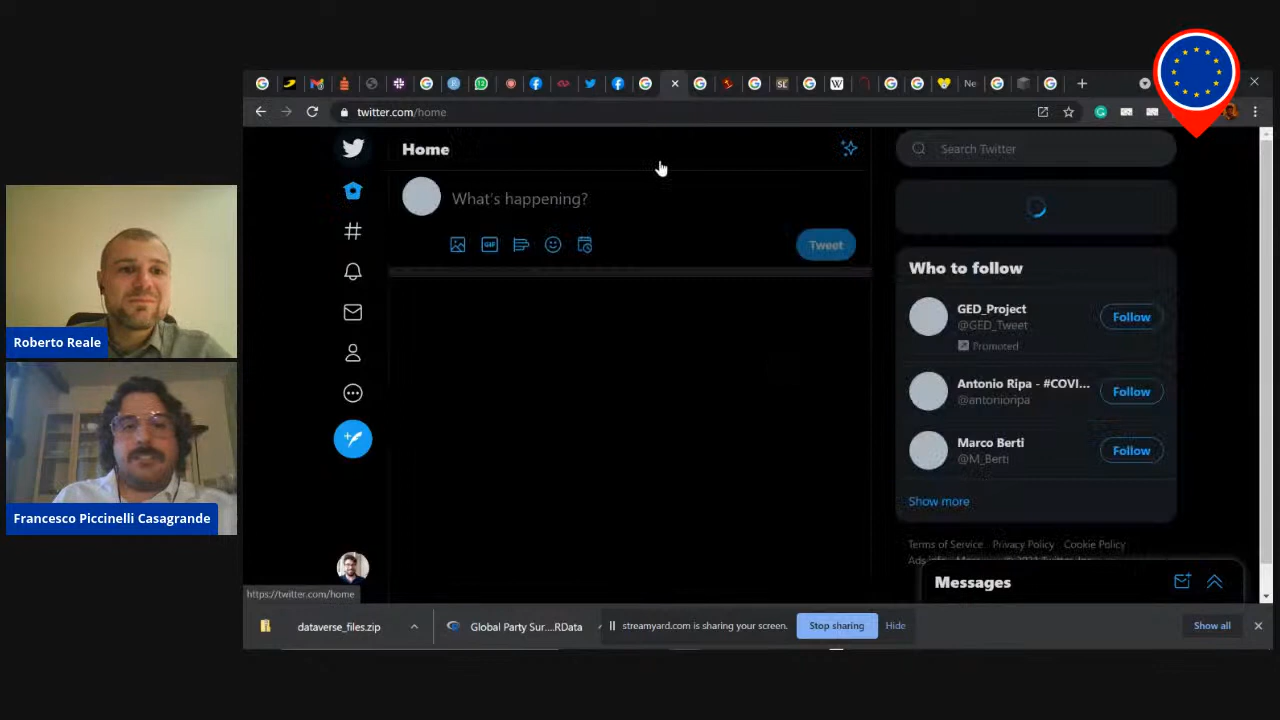 SL
W
Ne
twitter.com/home
Home
Search Twitter
What's happening?
GIF
Tweet
Who to follow
GED_Project
@GED_Tweet
Promoted
Follow
Antonio Ripa - #COVI...
@antonioripa
Follow
Marco Berti
@M_Berti
Follow
Show more
Terms of Service Privacy Policy Cookie Policy
Messages
https://twitter.com/home
dataverse_files.zip
Global Party Sur...RData
streamyard.com is sharing your screen.
Stop sharing
Hide
Show all
Roberto Reale
Francesco Piccinelli Casagrande